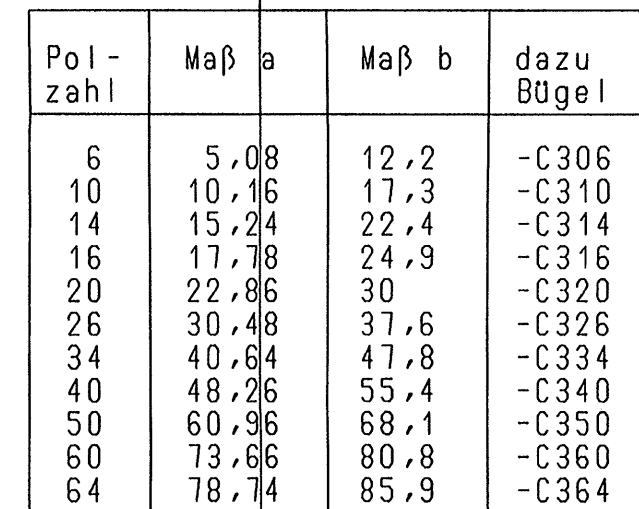 Pol- Maß a Maß b dazu
zahl Bügel
6 5,08 12,2 -C306
10 10,16 17,3 -C310
14 15,24 22,4 -C314
16 17,78 24,9 -C316
20 22,86 30 -C320
26 30,48 37,6 -C326
34 40,64 47,8 -C334
40 48,26 55,4 -C340
50 60,96 68,1 -C350
60 73,66 80,8 -C360
64 78,74 85,9 -C364